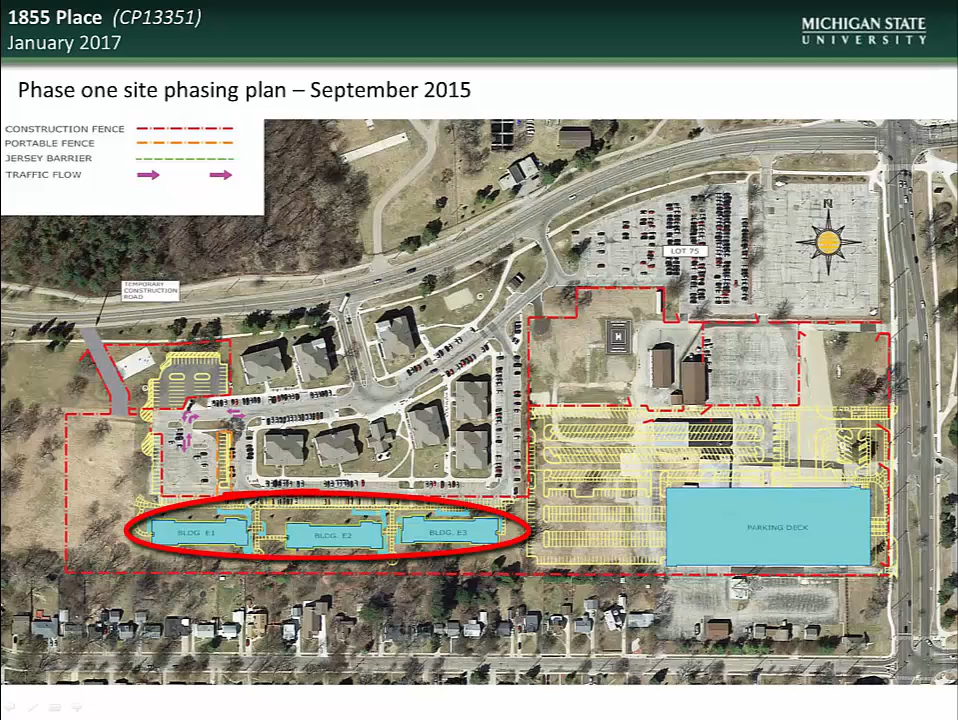 1855 Place (CP13351)
January 2017
MICHIGAN STATE
UNIVERSITY
Phase one site phasing plan – September 2015
CONSTRUCTION FENCE
PORTABLE FENCE
JERSEY BARRIER
TRAFFIC FLOW
N
LOT 75
TEMPORARY
CONSTRUCTION
ROAD
H
BLDG. E1
BLDG. E2
BLDG. E3
PARKING DECK